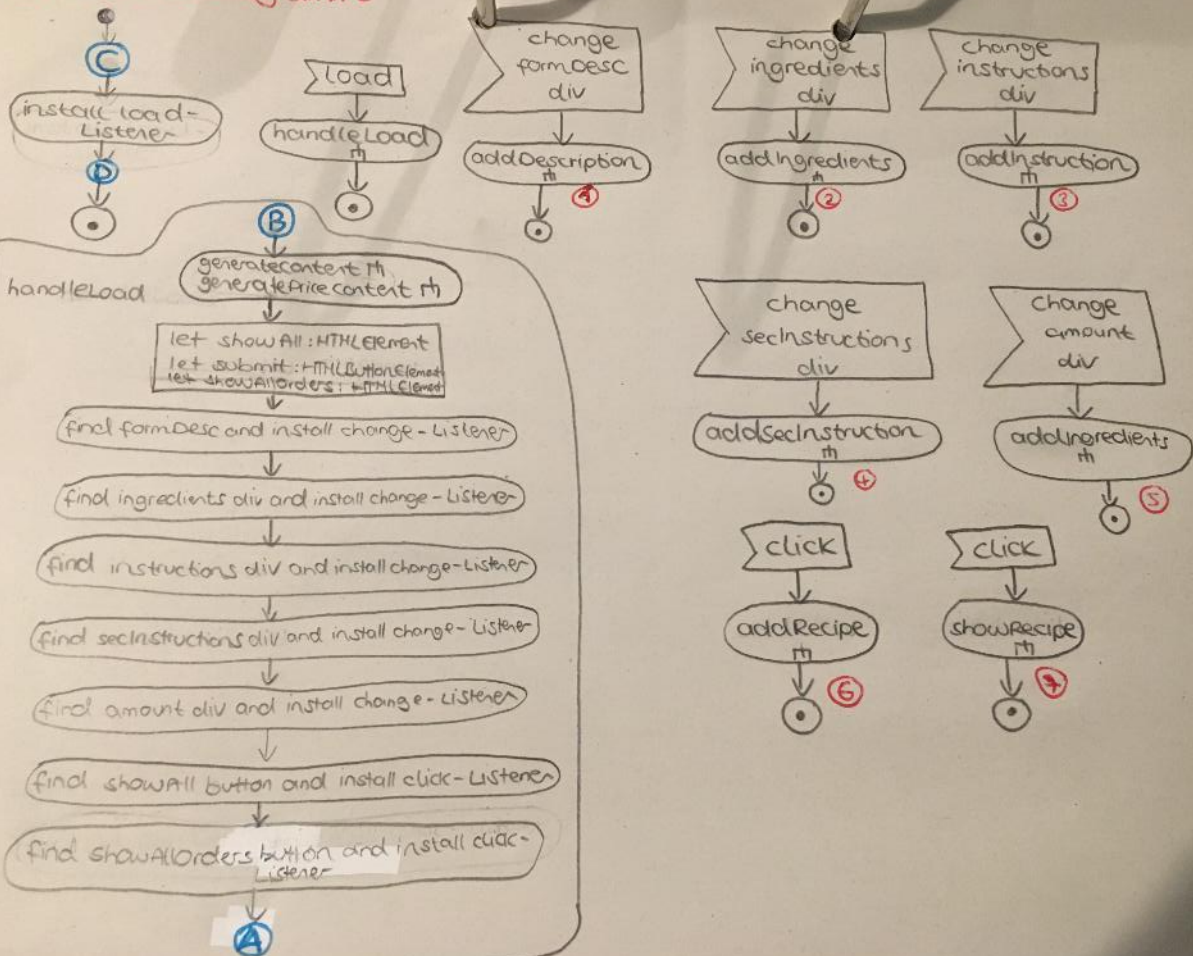 C
install load-
Listener
D
load
handleLoad
change
formDesc
div
addDescription
1
change
ingredients
div
addIngredients
2
change
instructions
div
addInstruction
3
B
handleLoad
generateContent
generatePriceContent
let showAll: HTMLElement
let submit: HTMLButtonElement
let showAllOrders: HTMLElement
find formDesc and install change-Listener
find ingredients div and install change-Listener
find instructions div and install change-Listener
find secInstructions div and install change-Listener
find amount div and install change-Listener
find showAll button and install click-Listener
find showAllOrders button and install click-
Listener
A
change
secInstructions
div
addSecInstruction
4
change
amount
div
addIngredients
5
click
addRecipe
6
click
showRecipe
7